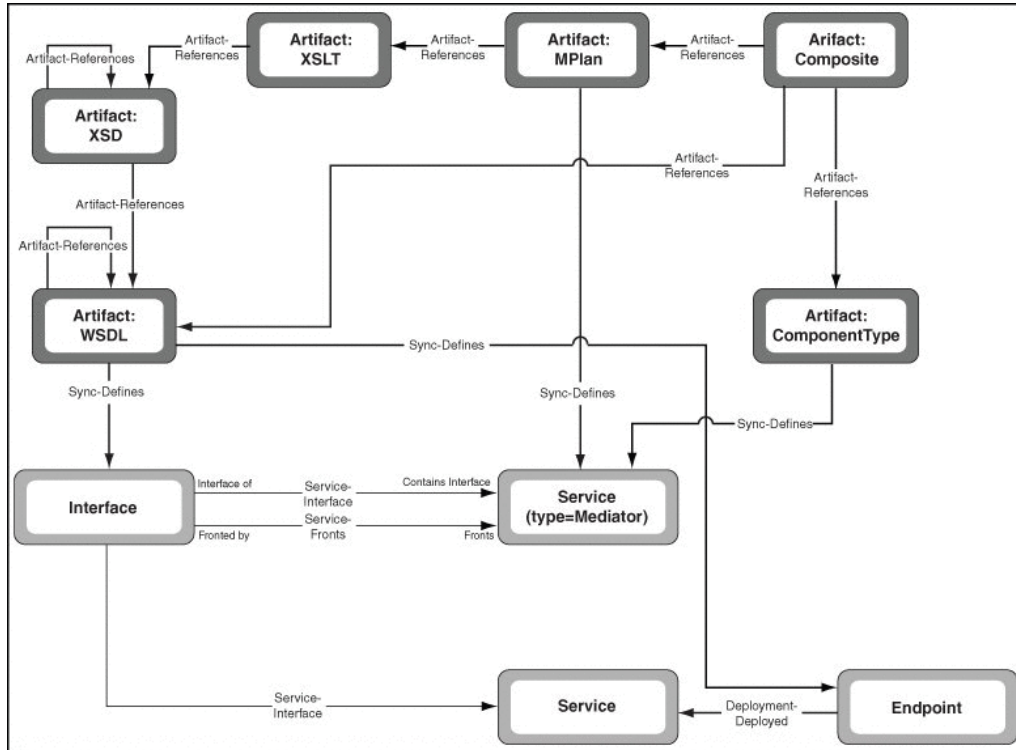 Artifact-References
Artifact:
XSD
Artifact-
References
Artifact:
XSLT
Artifact-
References
Artifact:
MPlan
Artifact-
References
Arifact:
Composite
Artifact-
References
Artifact-
References
Artifact-References
Artifact-References
Artifact:
WSDL
Artifact:
ComponentType
Sync-Defines
Sync-Defines
Sync-Defines
Sync-Defines
Interface
Interface of
Service-
Interface
Contains Interface
Fronted by
Service-
Fronts
Fronts
Service
(type=Mediator)
Service-
Interface
Service
Deployment-
Deployed
Endpoint